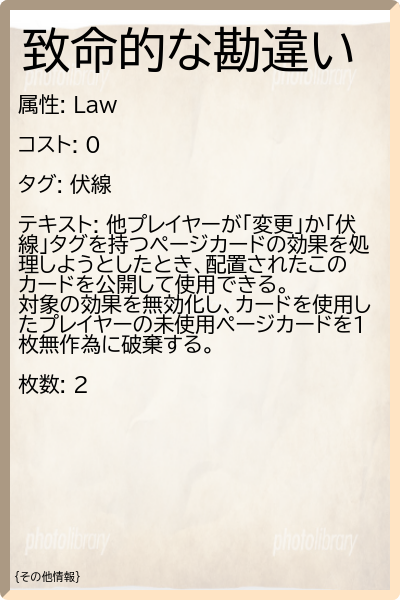 致命的な勘違い
属性: Law
コスト: 0
タグ: 伏線
テキスト: 他プレイヤーが「変更」か「伏
線」タグを持つページカードの効果を処
理しようとしたとき、配置されたこの
カードを公開して使用できる。
対象の効果を無効化し、カードを使用し
たプレイヤーの未使用ページカードを1
枚無作為に破棄する。
枚数: 2
photolibrary
photolibrary
photolibrary
photolibrary
{その他情報}